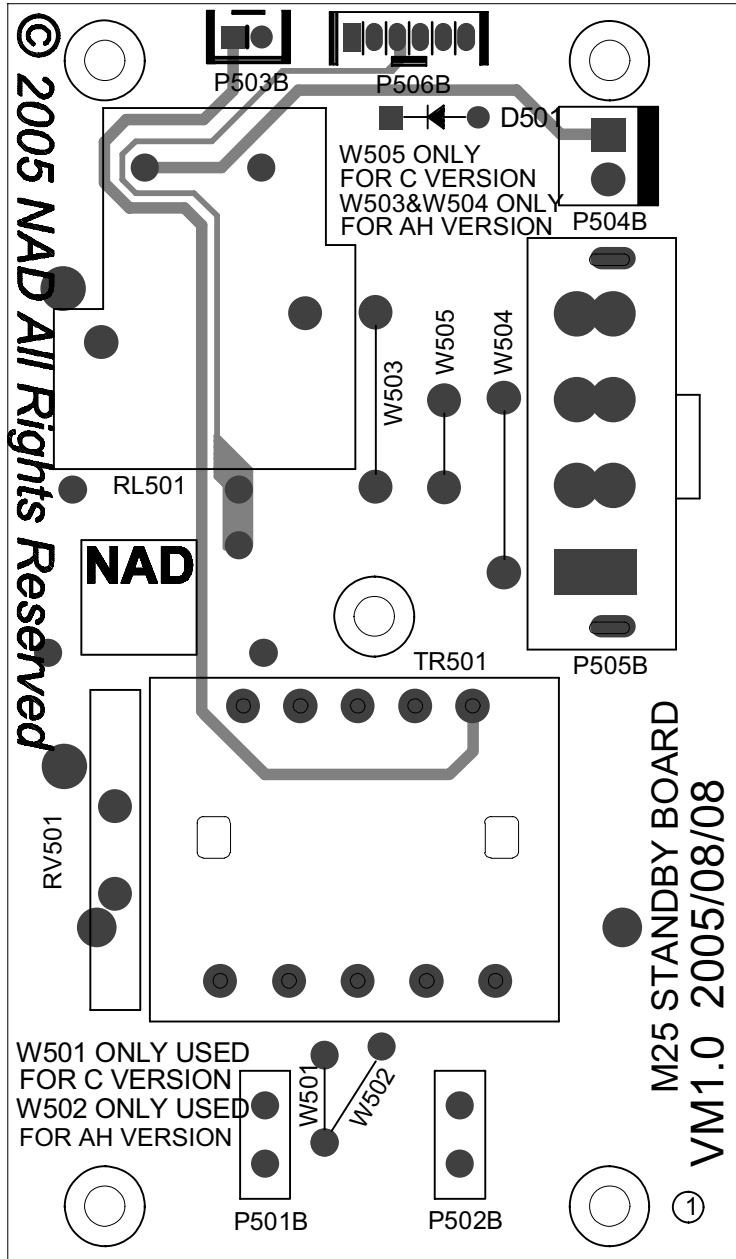 © 2005 NAD All Rights Reserved
P503B
P506B
D501
W505 ONLY
FOR C VERSION
W503&W504 ONLY
FOR AH VERSION
P504B
W503
W505
W504
RL501
NAD
P505B
TR501
RV501
M25 STANDBY BOARD
VM1.0 2005/08/08
W501 ONLY USED
FOR C VERSION
W502 ONLY USED
FOR AH VERSION
W501
W502
P501B
P502B
1